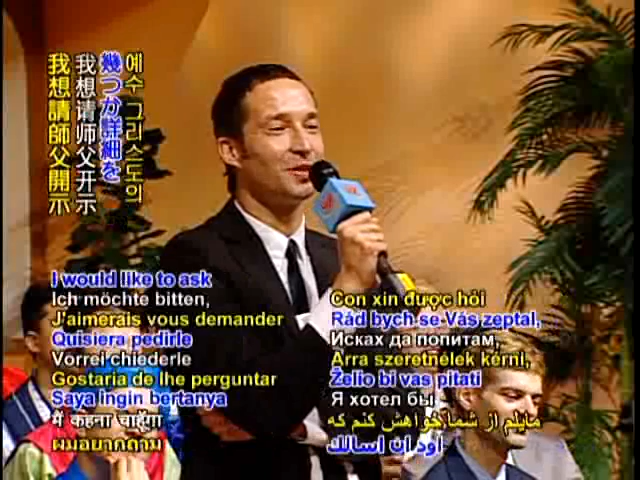 예수 그리스도의
幾つか詳細を
我想请师父开示
我想請師父開示
I would like to ask
Ich möchte bitten,
J'aimerais vous demander
Quisiera pedirle
Vorrei chiederle
Gostaria de lhe perguntar
Saya ingin bertanya
मैं कहना चाहूँगा
ผมอยากถาม
Con xin được hỏi
Rád bych se Vás zeptal,
Исках да попитам,
Arra szeretnélek kérni,
Želio bi vas pitati
Я хотел бы
مایلم از شما خواهش کنم که
اود ان اسالك